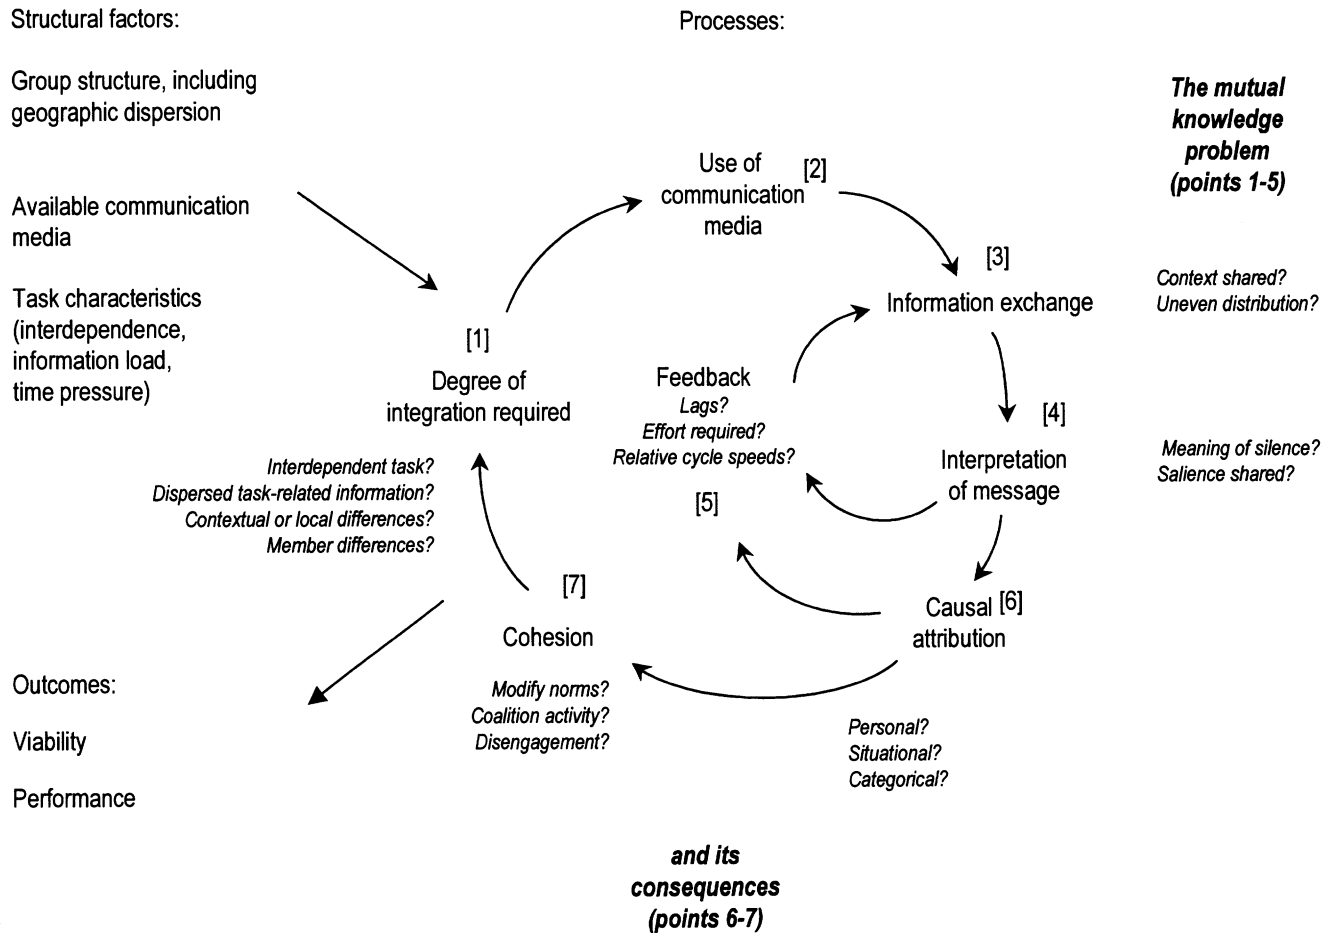 Structural factors:
Processes:
Group structure, including
geographic dispersion
The mutual
knowledge
problem
(points 1-5)
Use of
communication
media
[2]
Available communication
media
[3]
Information exchange
Context shared?
Uneven distribution?
Task characteristics
(interdependence,
information load,
time pressure)
[1]
Degree of
integration required
Interdependent task?
Dispersed task-related information?
Contextual or local differences?
Member differences?
Feedback
Lags?
Effort required?
Relative cycle speeds?
[5]
[4]
Interpretation
of message
Meaning of silence?
Salience shared?
Causal
attribution
[6]
Personal?
Situational?
Categorical?
[7]
Cohesion
Modify norms?
Coalition activity?
Disengagement?
Outcomes:
Viability
Performance
and its
consequences
(points 6-7)